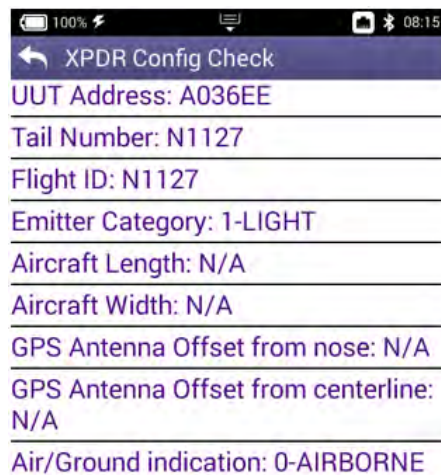 100% 08:15
XPDR Config Check
UUT Address: A036EE
Tail Number: N1127
Flight ID: N1127
Emitter Category: 1-LIGHT
Aircraft Length: N/A
Aircraft Width: N/A
GPS Antenna Offset from nose: N/A
GPS Antenna Offset from centerline:
N/A
Air/Ground indication: 0-AIRBORNE